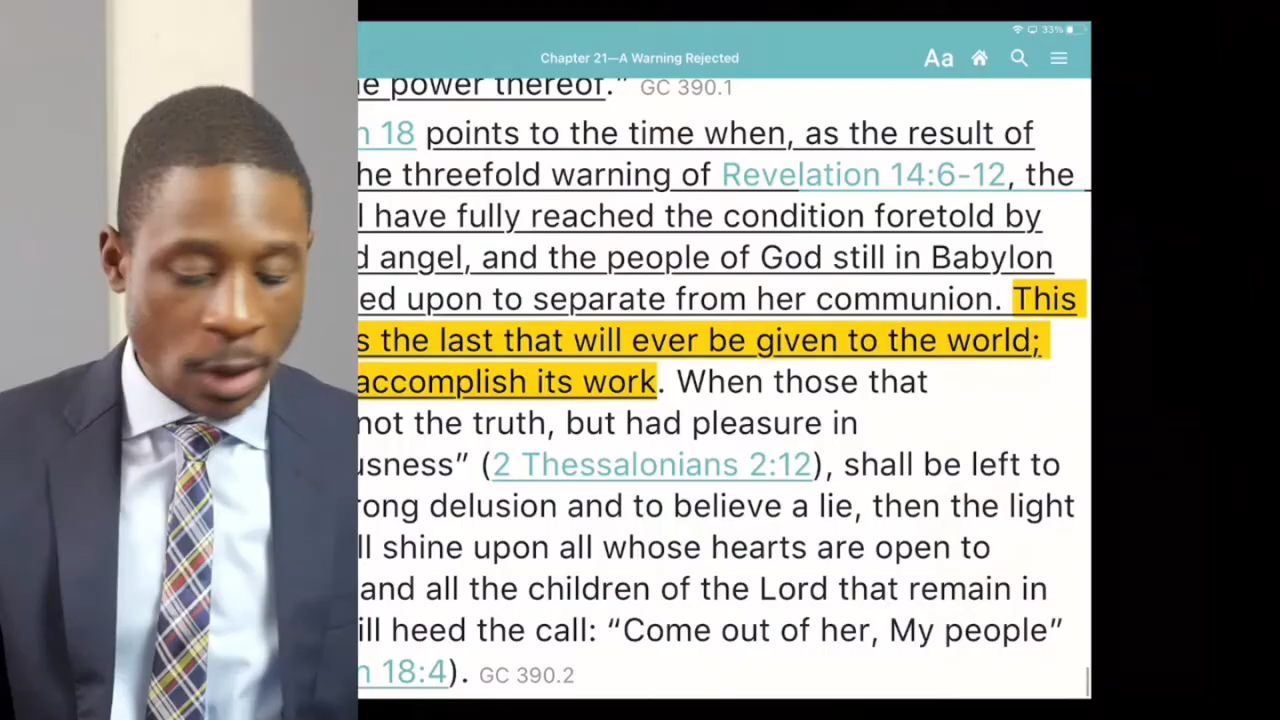 33%
Chapter 21—A Warning Rejected
Aa
power thereof." GC 390.1
18 points to the time when, as the result of
threefold warning of Revelation 14:6-12, the
have fully reached the condition foretold by
angel, and the people of God still in Babylon
upon to separate from her communion. This
the last that will ever be given to the world;
accomplish its work. When those that
not the truth, but had pleasure in
(2 Thessalonians 2:12), shall be left to
delusion and to believe a lie, then the light
shine upon all whose hearts are open to
and all the children of the Lord that remain in
heed the call: “Come out of her, My people”
18:4). GC 390.2